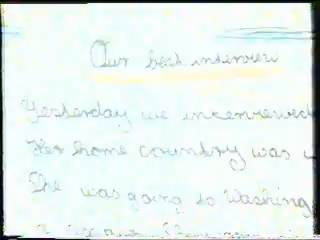 Our best interview
Yesterday we interviewed
Her home country was
She was going to Washing